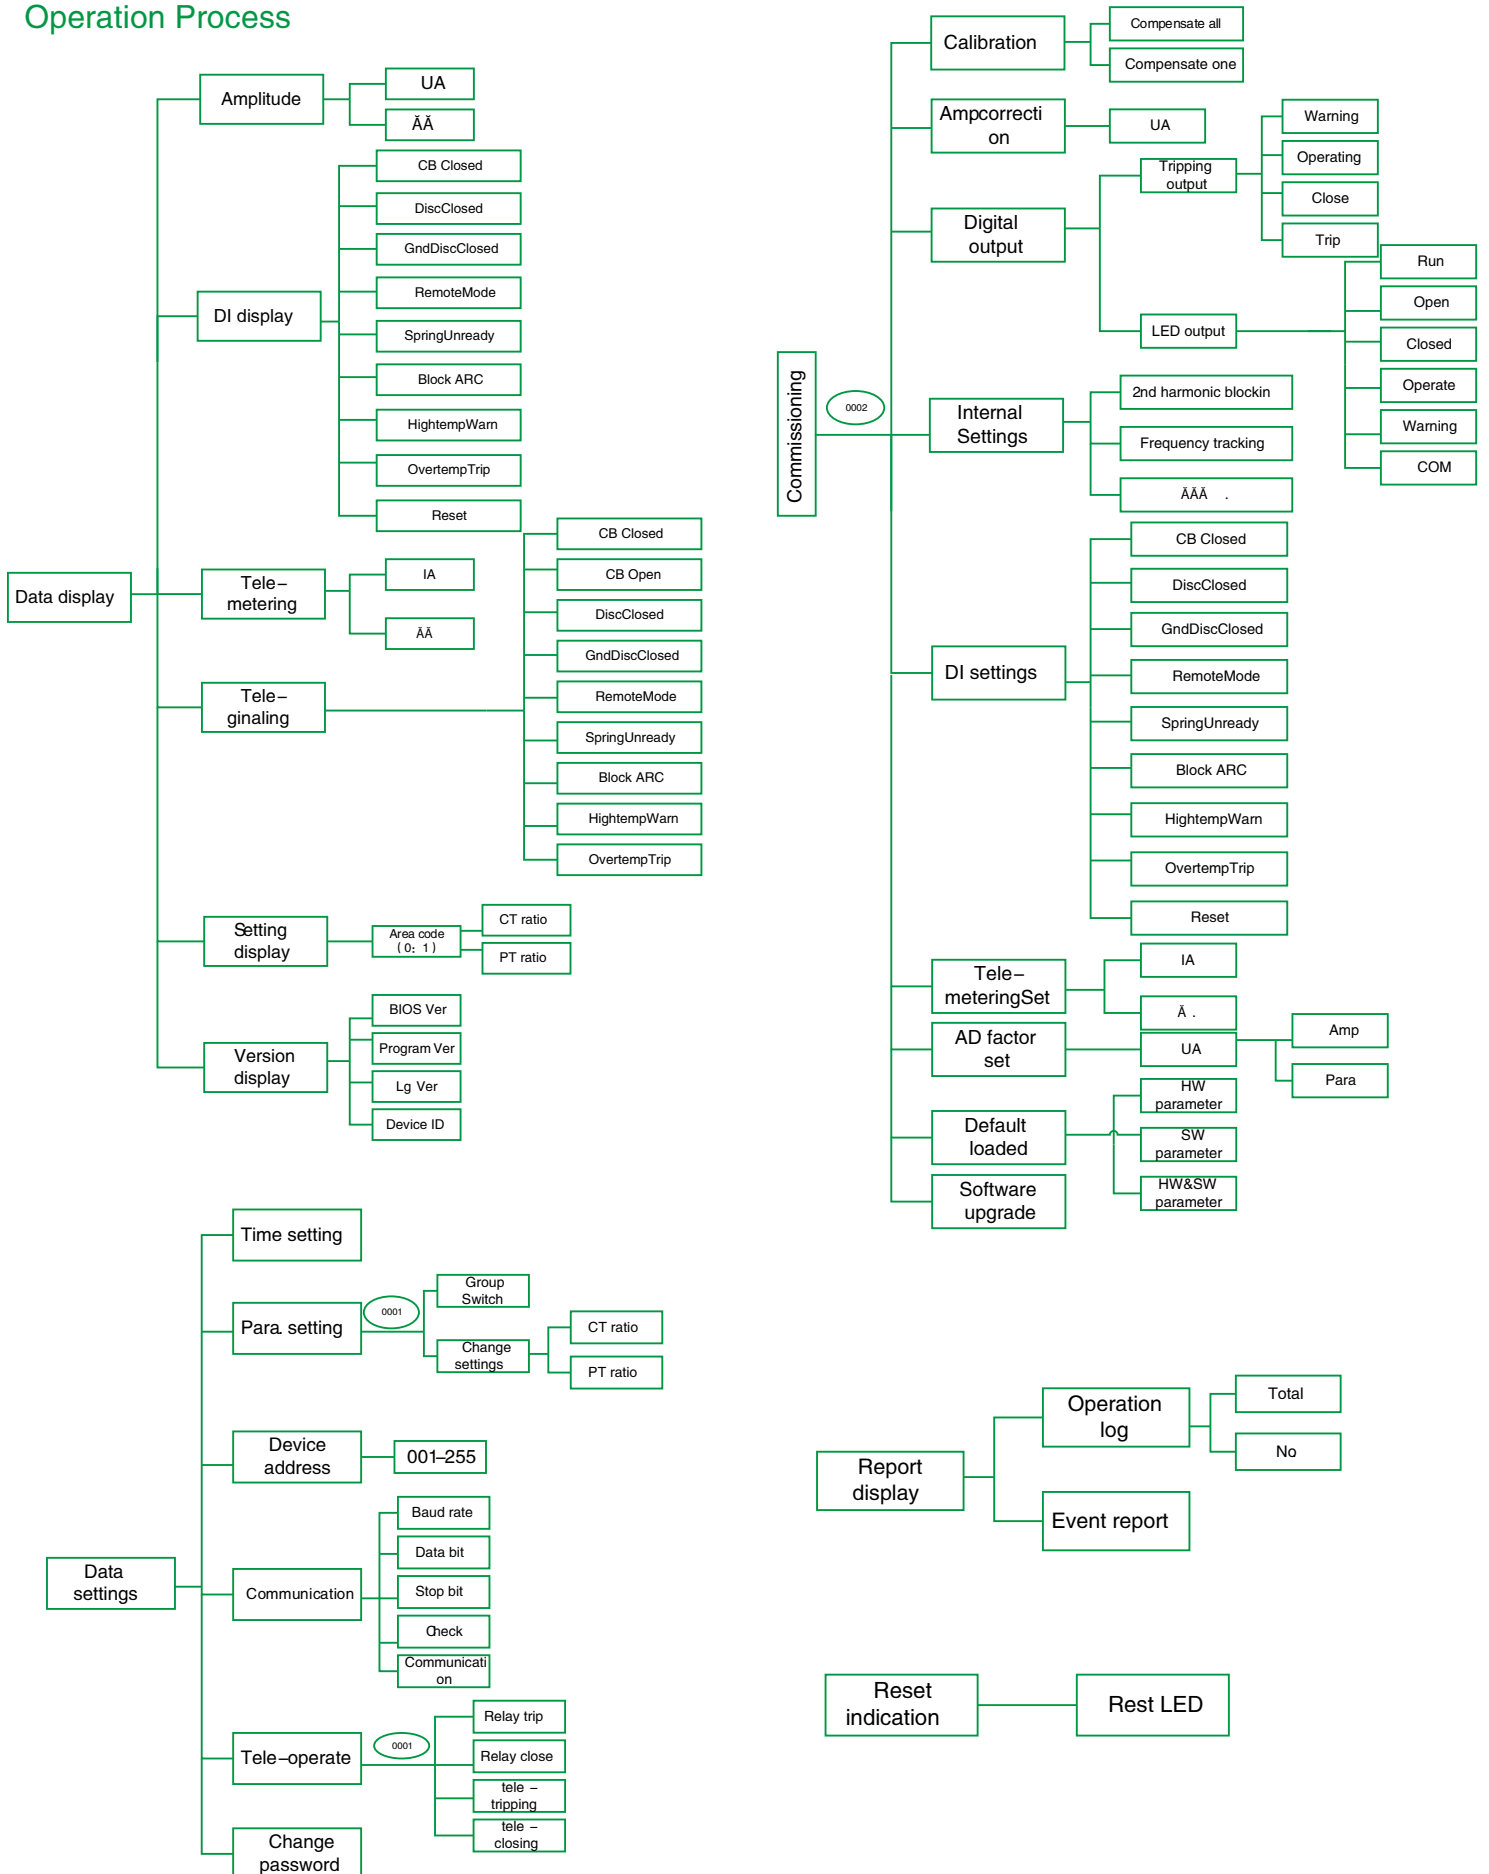 Operation Process
Data display
Amplitude
UA
ĂĂ
DI display
CB Closed
DiscClosed
GndDiscClosed
RemoteMode
SpringUnready
Block ARC
HightempWarn
OvertempTrip
Reset
Tele–
metering
IA
ĂĂ
Tele–
ginaling
CB Closed
CB Open
DiscClosed
GndDiscClosed
RemoteMode
SpringUnready
Block ARC
HightempWarn
OvertempTrip
Setting
display
Area code
( 0: 1 )
CT ratio
PT ratio
Version
display
BIOS Ver
Program Ver
Lg Ver
Device ID
Data
settings
Time setting
Para. setting
0001
Group
Switch
Change
settings
CT ratio
PT ratio
Device
address
001–255
Communication
Baud rate
Data bit
Stop bit
Check
Communicati
on
Tele–operate
0001
Relay trip
Relay close
tele –
tripping
tele –
closing
Change
password
Commissioning
0002
Calibration
Compensate all
Compensate one
Ampcorrecti
on
UA
Digital
output
Tripping
output
Warning
Operating
Close
Trip
LED output
Run
Open
Closed
Operate
Warning
COM
Internal
Settings
2nd harmonic blockin
Frequency tracking
ĂĂĂ .
DI settings
CB Closed
DiscClosed
GndDiscClosed
RemoteMode
SpringUnready
Block ARC
HightempWarn
OvertempTrip
Reset
Tele–
meteringSet
IA
Ă .
AD factor
set
UA
Amp
Para
Default
loaded
HW
parameter
SW
parameter
HW&SW
parameter
Software
upgrade
Report
display
Operation
log
Total
No
Event report
Reset
indication
Rest LED